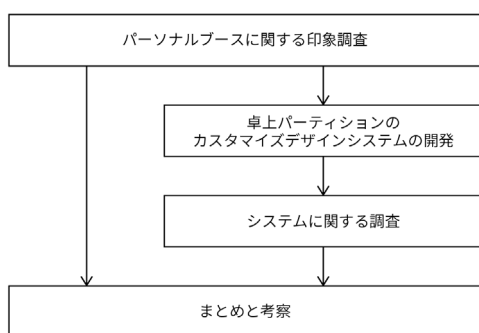 パーソナルブースに関する印象調査
卓上パーティションの
カスタマイズデザインシステムの開発
システムに関する調査
まとめと考察